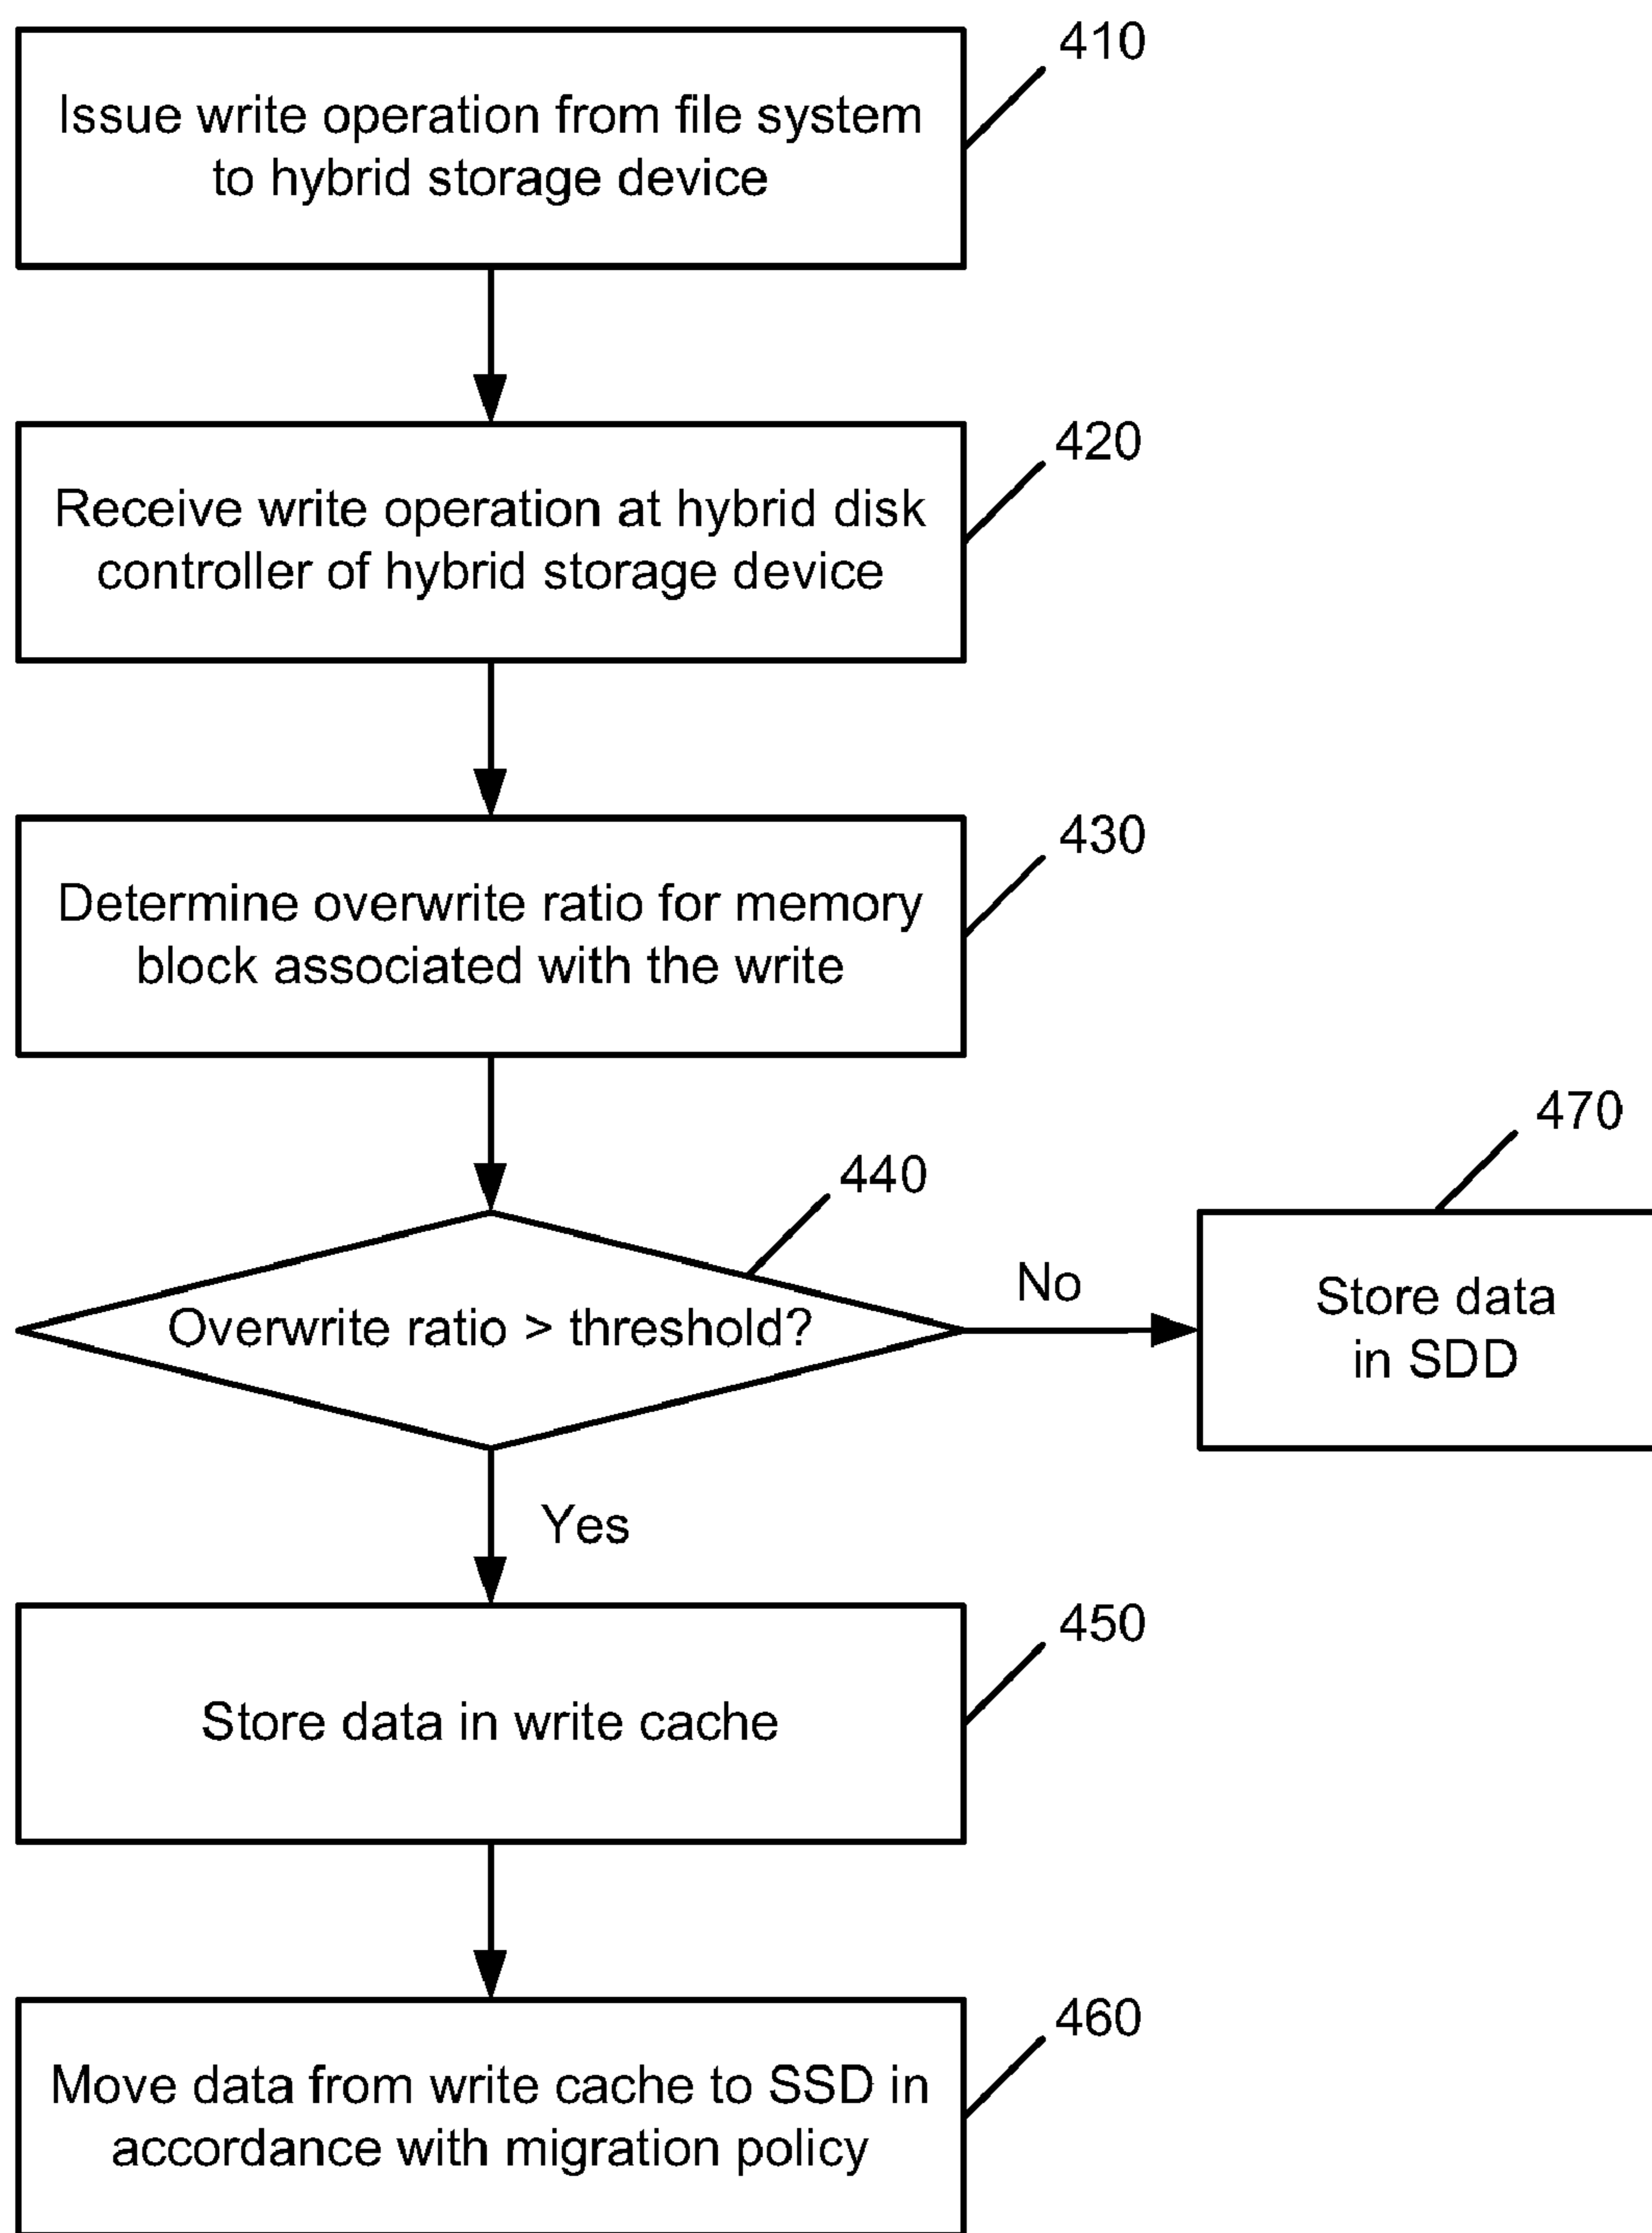 410
Issue write operation from file system
to hybrid storage device
420
Receive write operation at hybrid disk
controller of hybrid storage device
430
Determine overwrite ratio for memory
block associated with the write
440
Overwrite ratio > threshold?
No
470
Store data
in SDD
Yes
450
Store data in write cache
460
Move data from write cache to SSD in
accordance with migration policy